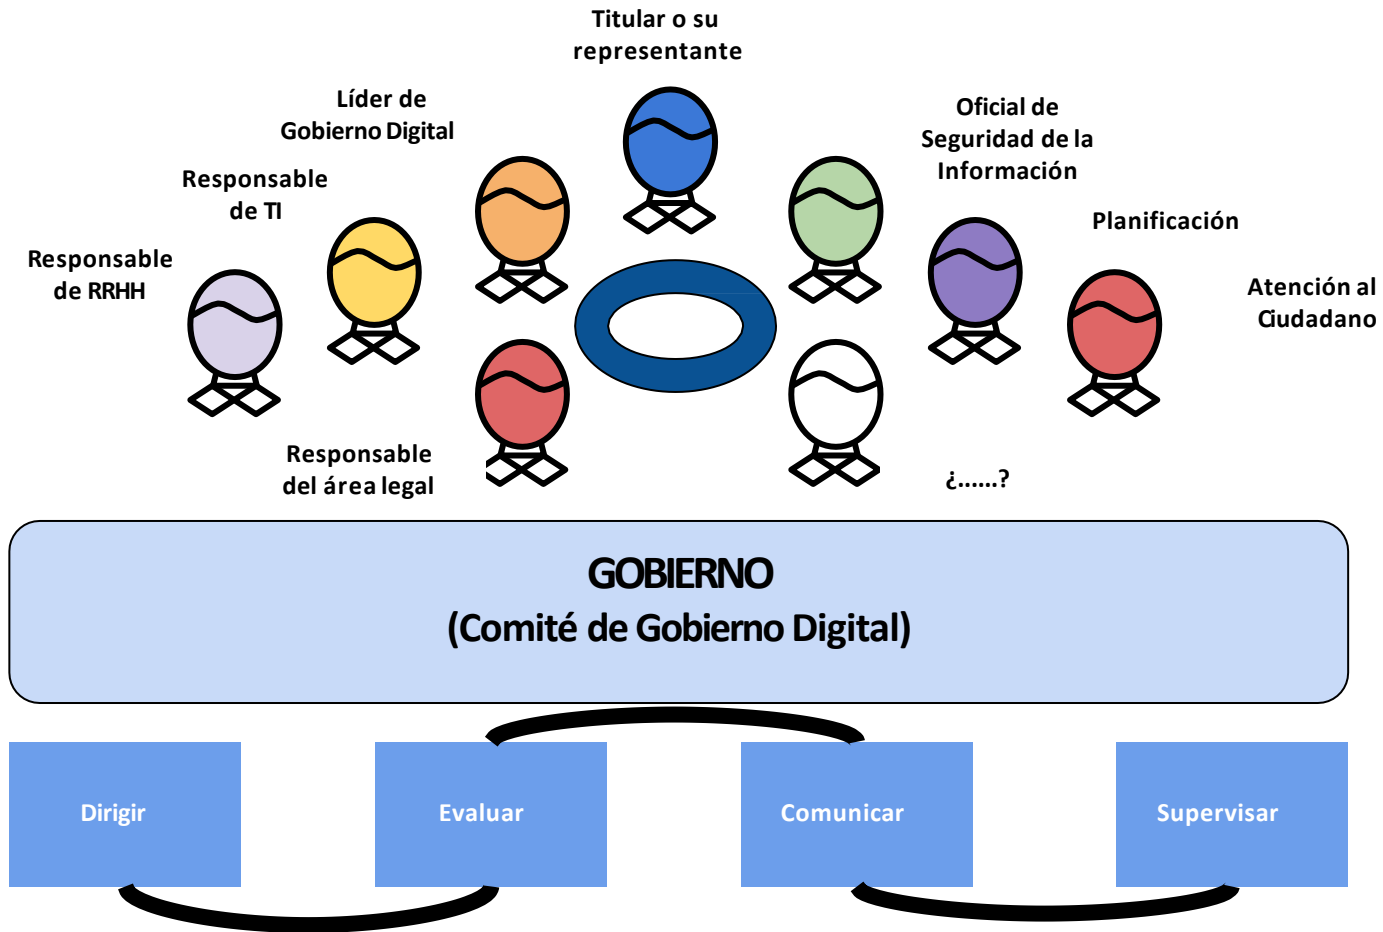 Titular o su
representante
Líder de
Gobierno Digital
Oficial de
Seguridad de la
Información
Responsable
de TI
Planificación
Responsable
de RRHH
Atención al
Ciudadano
Responsable
del área legal
¿......?
GOBIERNO
(Comité de Gobierno Digital)
Dirigir
Evaluar
Comunicar
Supervisar